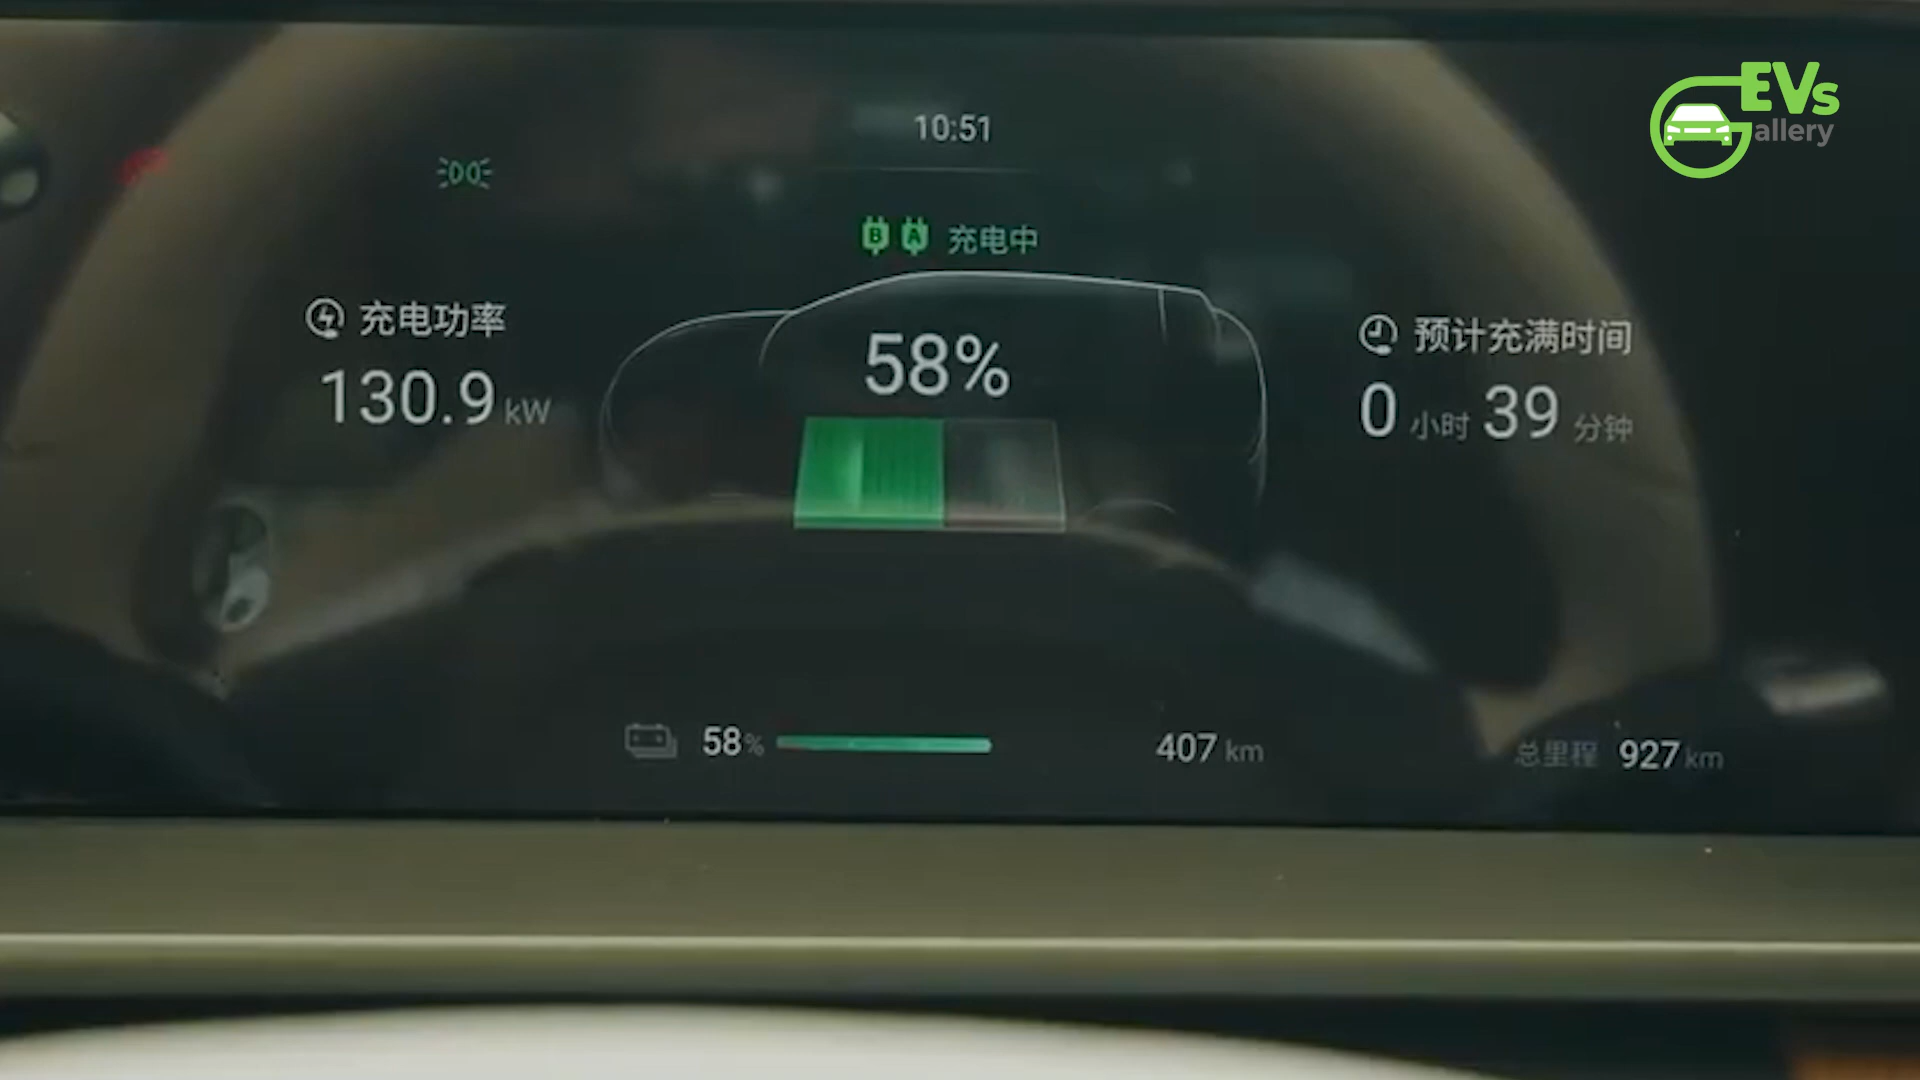 EVs
Gallery
10:51
B A 充电中
充电功率
130.9 kW
58%
预计充满时间
0 小时 39 分钟
58%
407 km
总里程 927 km